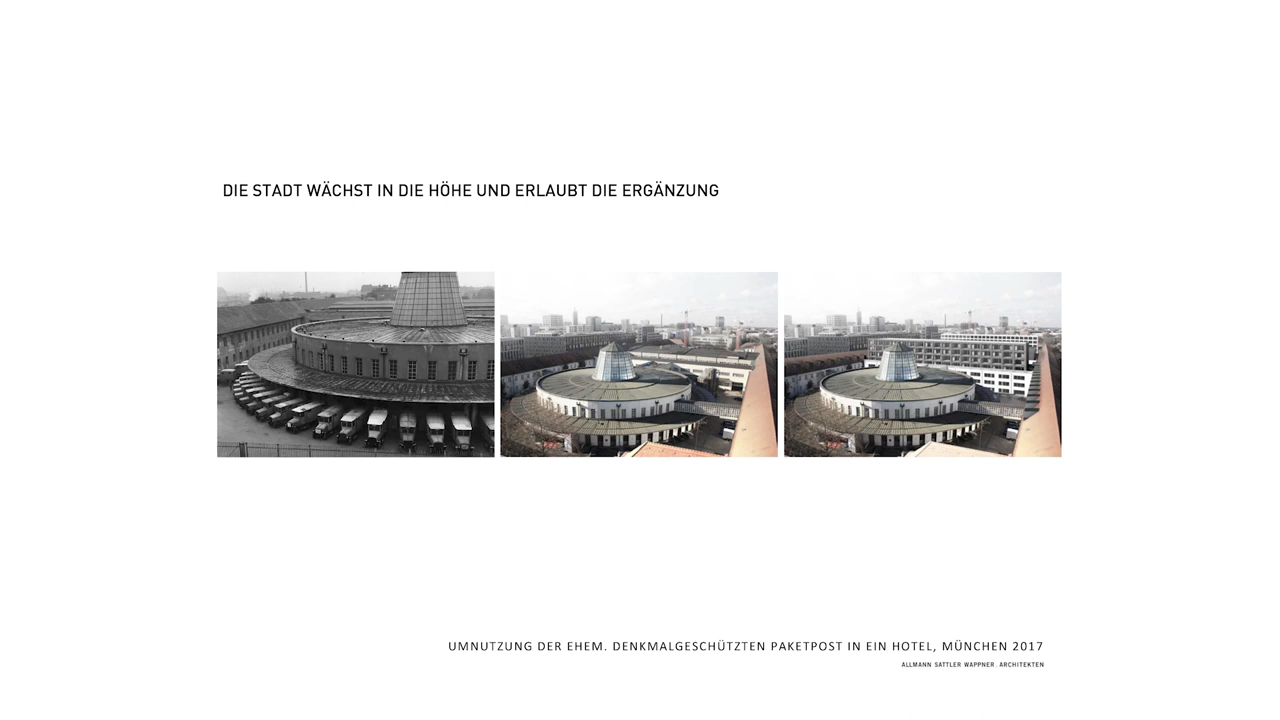 DIE STADT WÄCHST IN DIE HÖHE UND ERLAUBT DIE ERGÄNZUNG
UMNUTZUNG DER EHEM. DENKMALGESCHÜTZTEN PAKETPOST IN EIN HOTEL, MÜNCHEN 2017
ALLMANN SATTLER WAPPNER . ARCHITEKTEN